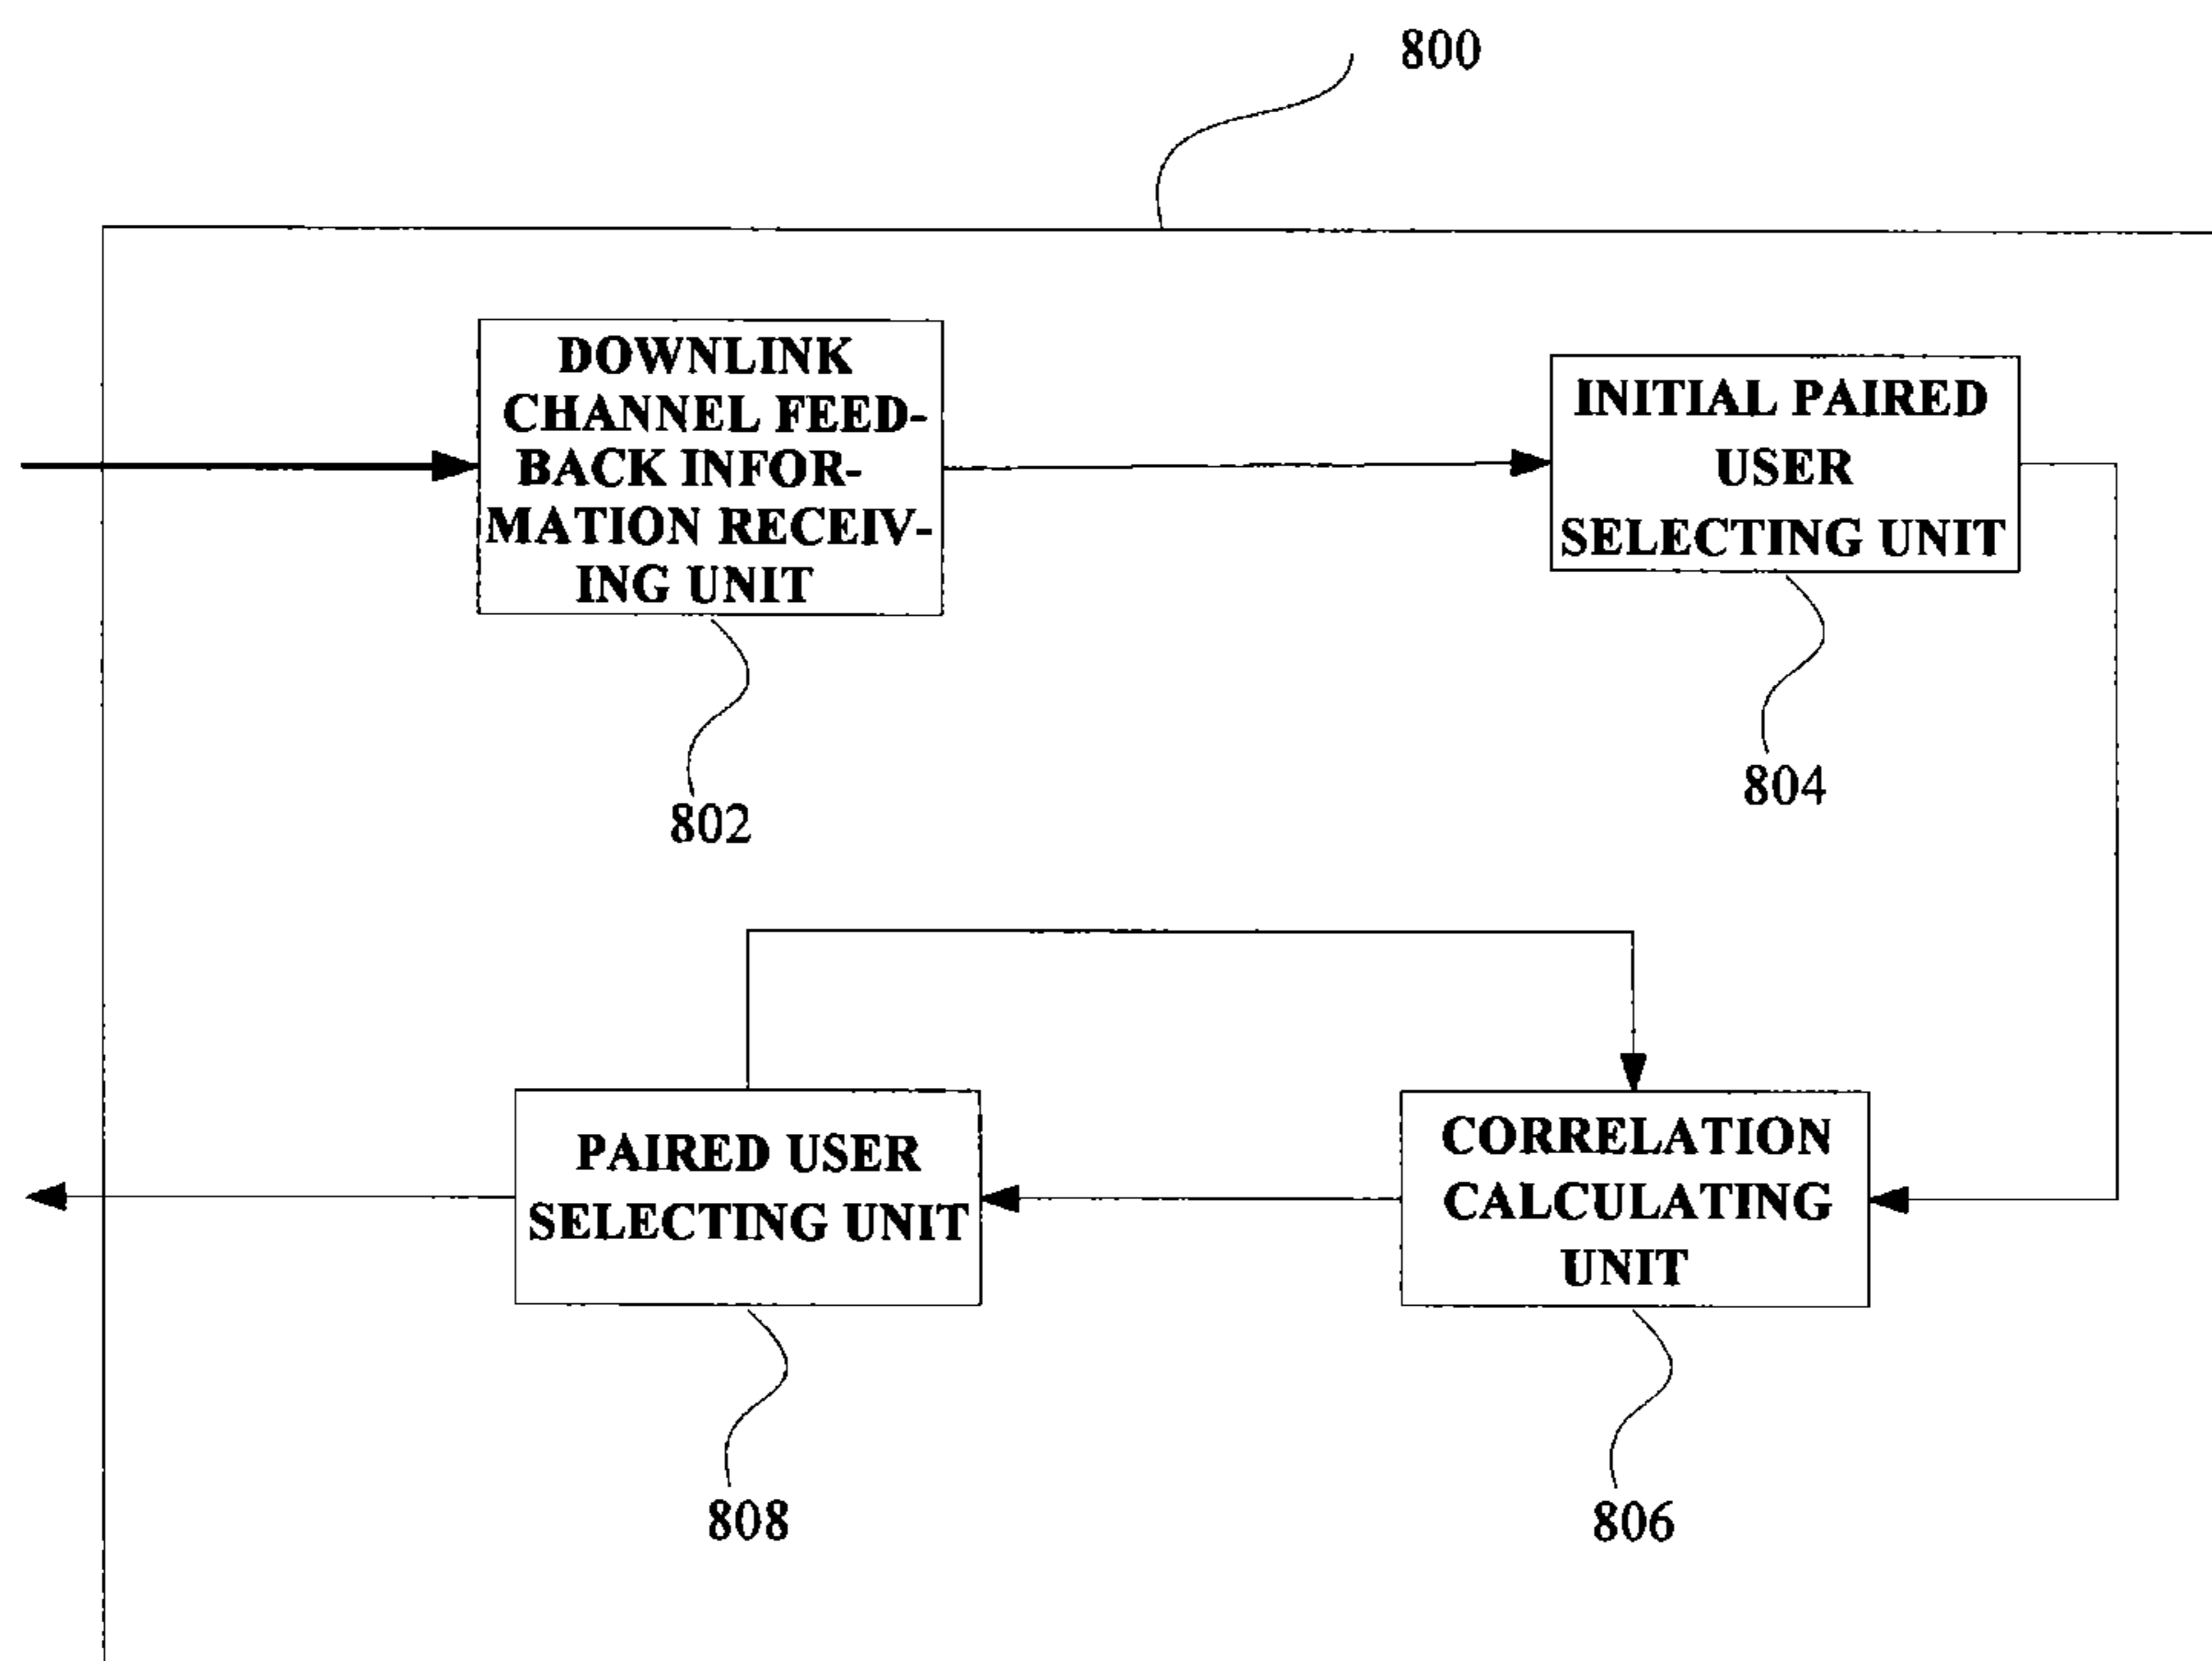 800
DOWNLINK
CHANNEL FEED-
BACK INFOR-
MATION RECEIV-
ING UNIT
802
INITIAL PAIRED
USER
SELECTING UNIT
804
PAIRED USER
SELECTING UNIT
808
CORRELATION
CALCULATING
UNIT
806